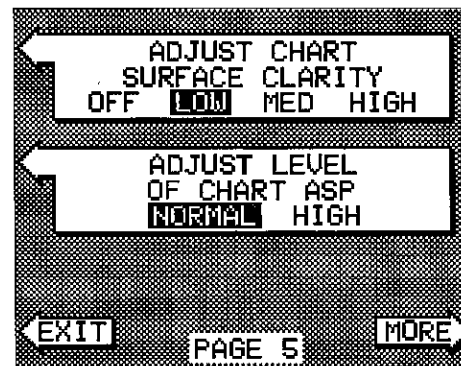 ADJUST CHART
SURFACE CLARITY
OFF LOW MED HIGH
ADJUST LEVEL
OF CHART ASP
NORMAL HIGH
EXIT
MORE
PAGE 5